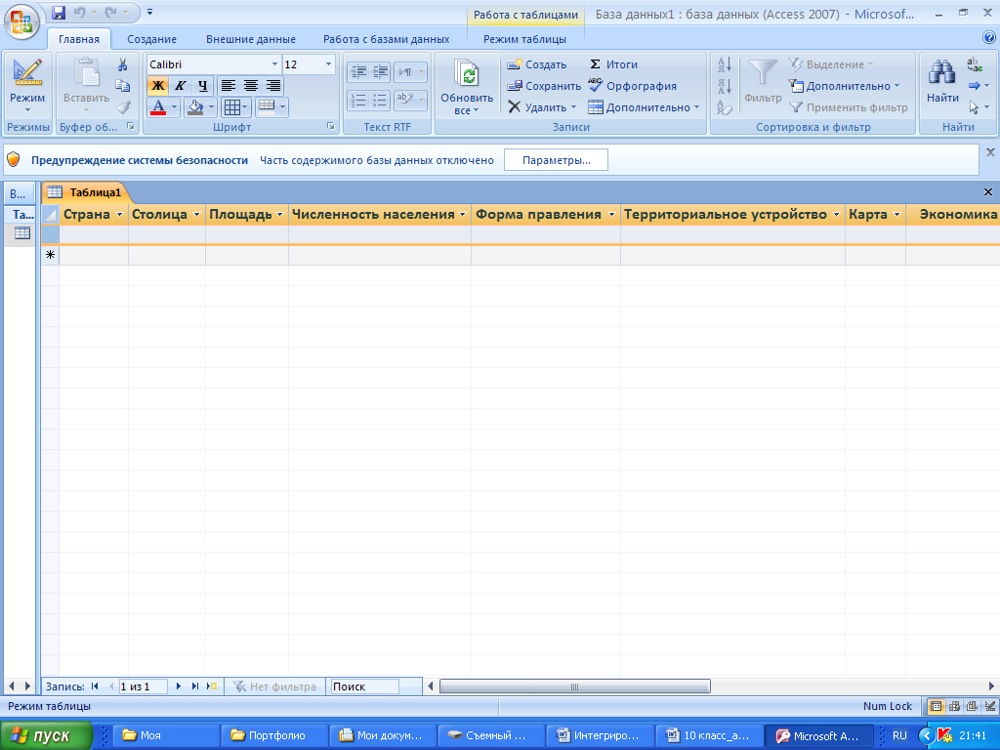 Работа с таблицами
База данных1 : база данных (Access 2007) - Microsof...
Главная Создание Внешние данные Работа с базами данных Режим таблицы
Calibri 12
Создать Итоги Выделение
Режим Вставить Ж К Ч Обновить все Сохранить Орфография Фильтр Дополнительно Найти
Удалить Дополнительно Применить фильтр
Режимы Буфер об... Шрифт Текст RTF Записи Сортировка и фильтр Найти
Предупреждение системы безопасности Часть содержимого базы данных отключено Параметры...
В... Таблица1
Та... Страна Столица Площадь Численность населения Форма правления Территориальное устройство Карта Экономика
Запись: 1 из 1 Нет фильтра Поиск
Режим таблицы Num Lock
пуск Моя Портфолио Мои докум... Съемный ... Интегриро... 10 класс_а... Microsoft A... RU 21:41